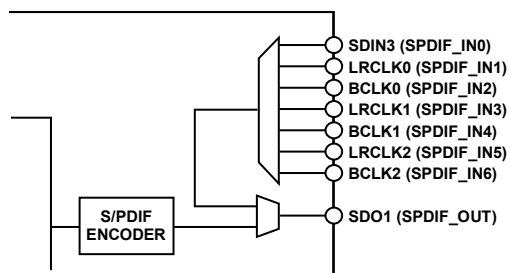 SDIN3 (SPDIF_IN0)
LRCLK0 (SPDIF_IN1)
BCLK0 (SPDIF_IN2)
LRCLK1 (SPDIF_IN3)
BCLK1 (SPDIF_IN4)
LRCLK2 (SPDIF_IN5)
BCLK2 (SPDIF_IN6)
S/PDIF
ENCODER
SDO1 (SPDIF_OUT)